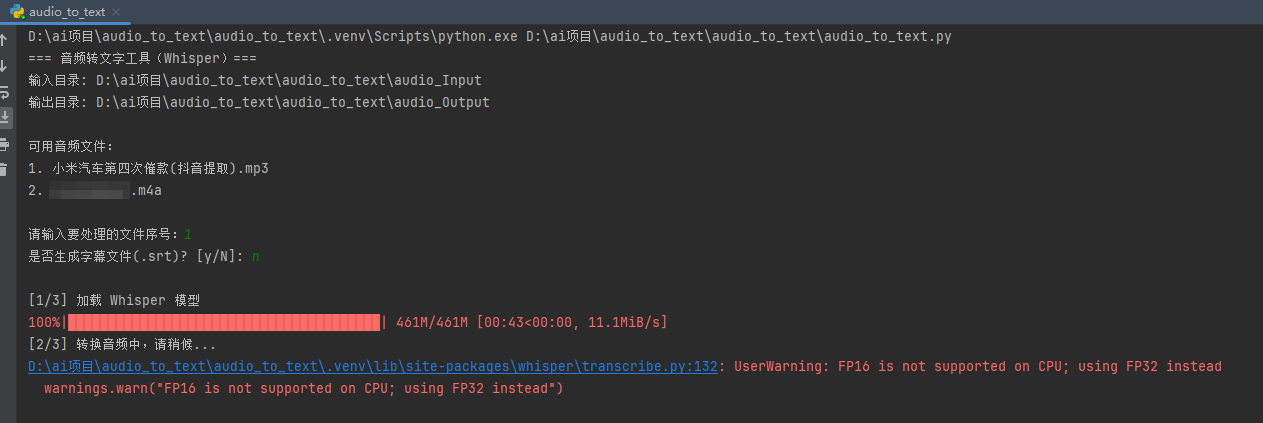 audio_to_text
D:\ai项目\audio_to_text\audio_to_text\.venv\Scripts\python.exe D:\ai项目\audio_to_text\audio_to_text\audio_to_text.py
=== 音频转文字工具（Whisper）===
输入目录: D:\ai项目\audio_to_text\audio_to_text\audio_Input
输出目录: D:\ai项目\audio_to_text\audio_to_text\audio_Output
可用音频文件:
1. 小米汽车第四次催款(抖音提取).mp3
2. .m4a
请输入要处理的文件序号: 1
是否生成字幕文件(.srt)? [y/N]: n
[1/3] 加载 Whisper 模型
100%|| 461M/461M [00:43<00:00, 11.1MiB/s]
[2/3] 转换音频中，请稍候...
D:\ai项目\audio_to_text\audio_to_text\.venv\lib\site-packages\whisper\transcribe.py:132: UserWarning: FP16 is not supported on CPU; using FP32 instead
warnings.warn("FP16 is not supported on CPU; using FP32 instead")